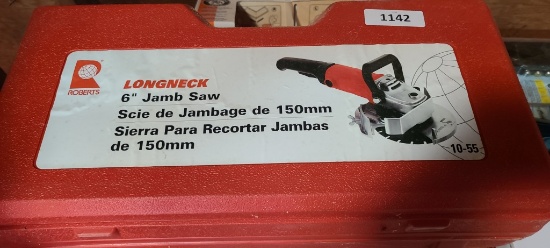 1142
ROBERTS
LONGNECK
6" Jamb Saw
Scie de Jambage de 150mm
Sierra Para Recortar Jambas
de 150mm
10-55